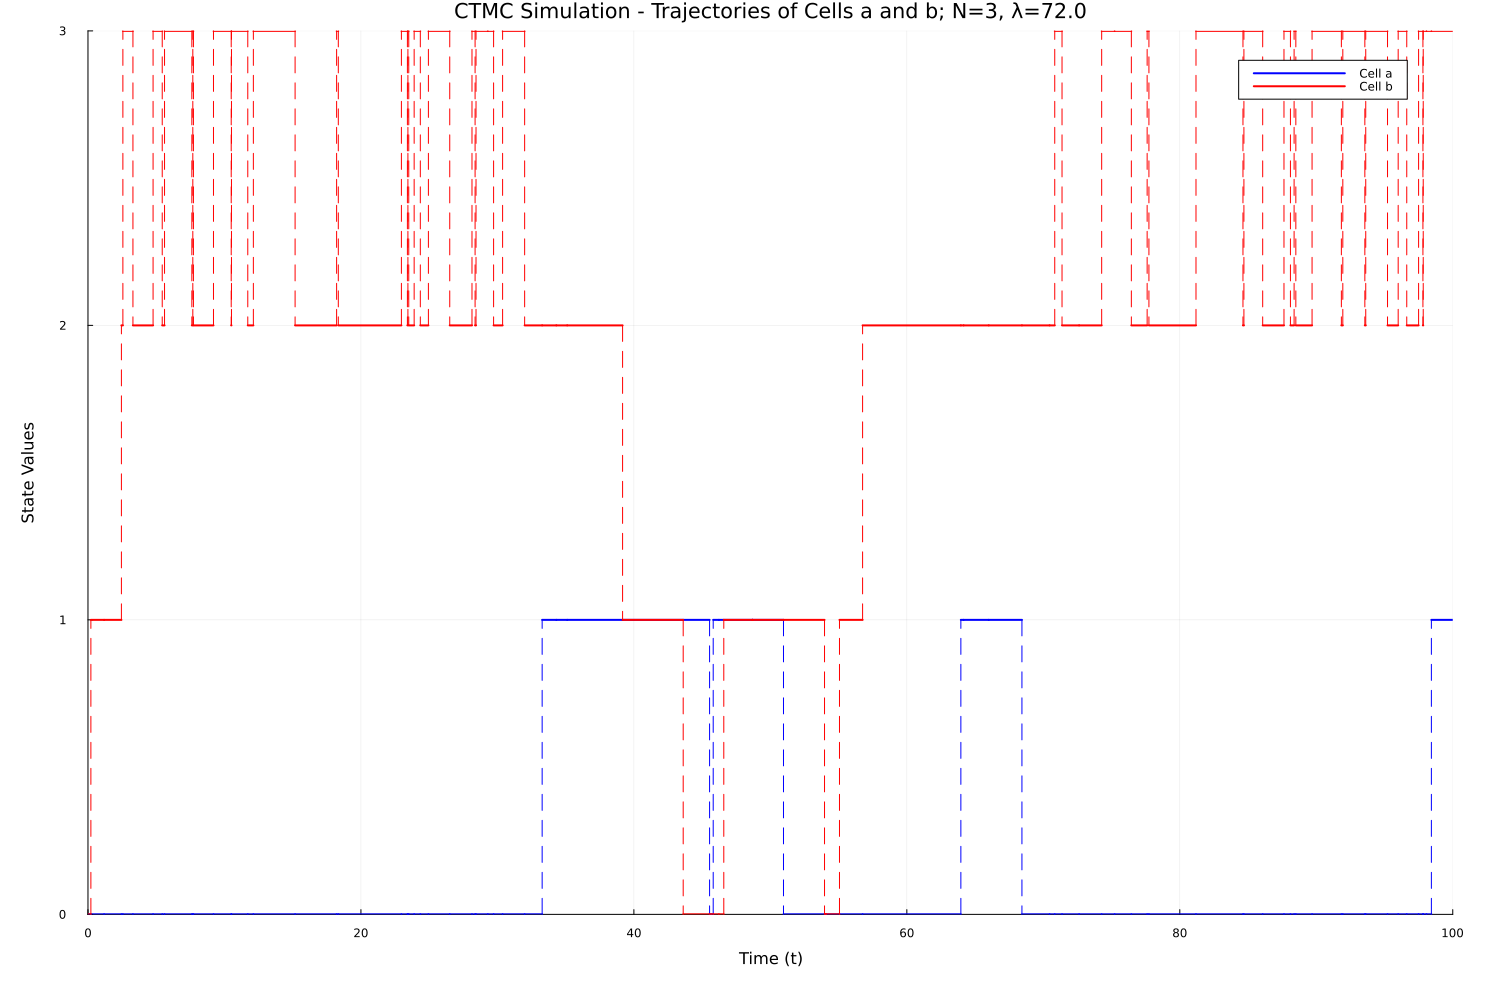 CTMC Simulation - Trajectories of Cells a and b; N=3, λ=72.0
3
Cell a
Cell b
2
State Values
1
0
0 20 40 60 80 100
Time (t)